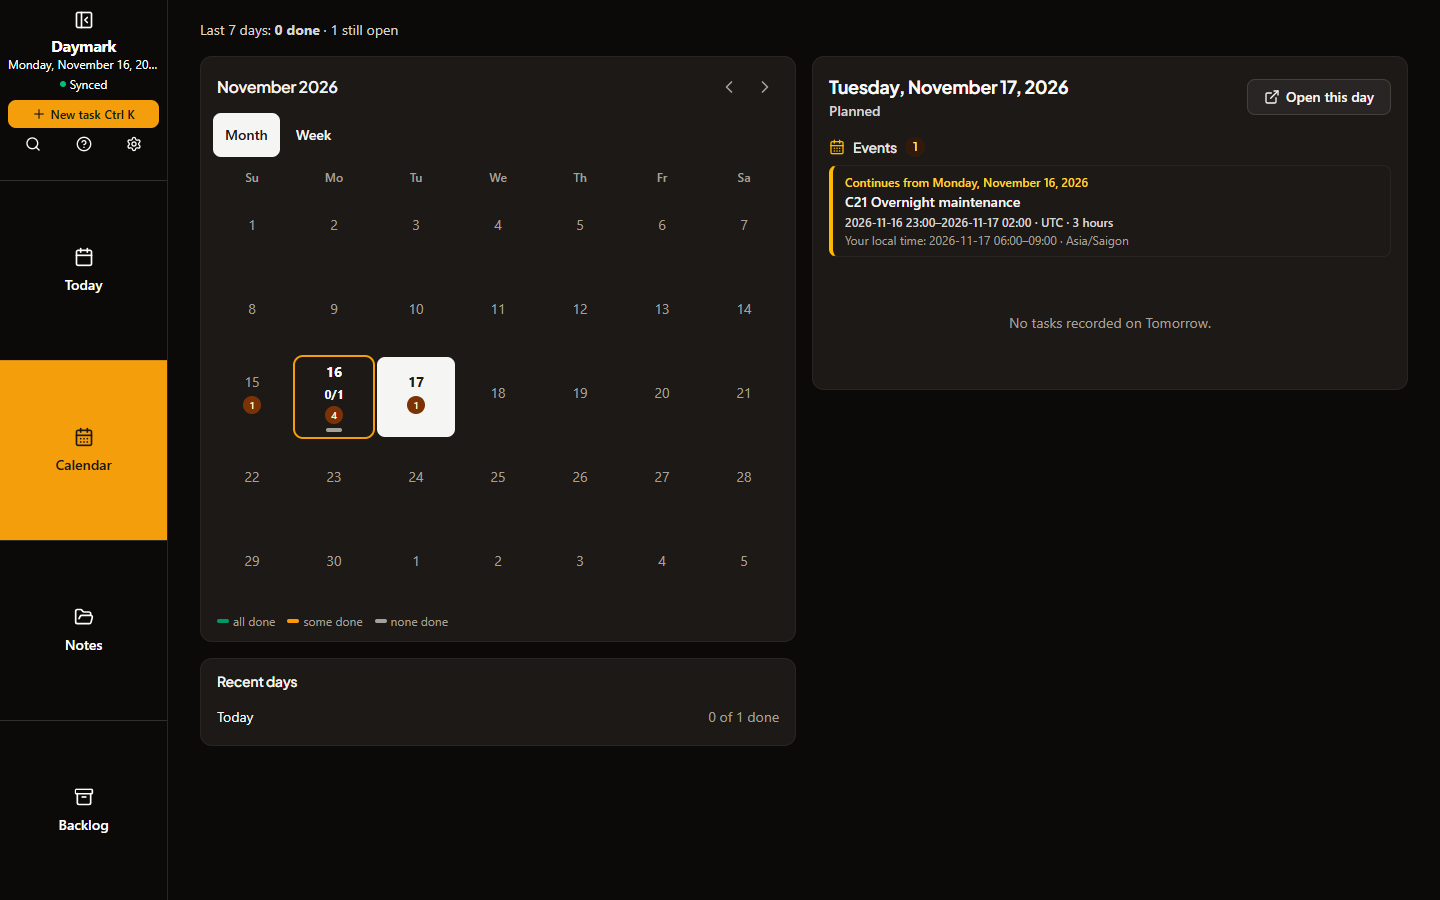 Daymark
Monday, November 16, 20...
Synced
New task Ctrl K
Today
Calendar
Notes
Backlog
Last 7 days: 0 done · 1 still open
November 2026
Month Week
Su Mo Tu We Th Fr Sa
1 2 3 4 5 6 7
8 9 10 11 12 13 14
15 16 17 18 19 20 21
0/1
1 4 1
22 23 24 25 26 27 28
29 30 1 2 3 4 5
all done some done none done
Recent days
Today 0 of 1 done
Tuesday, November 17, 2026
Planned
Open this day
Events 1
Continues from Monday, November 16, 2026
C21 Overnight maintenance
2026-11-16 23:00–2026-11-17 02:00 · UTC · 3 hours
Your local time: 2026-11-17 06:00–09:00 · Asia/Saigon
No tasks recorded on Tomorrow.